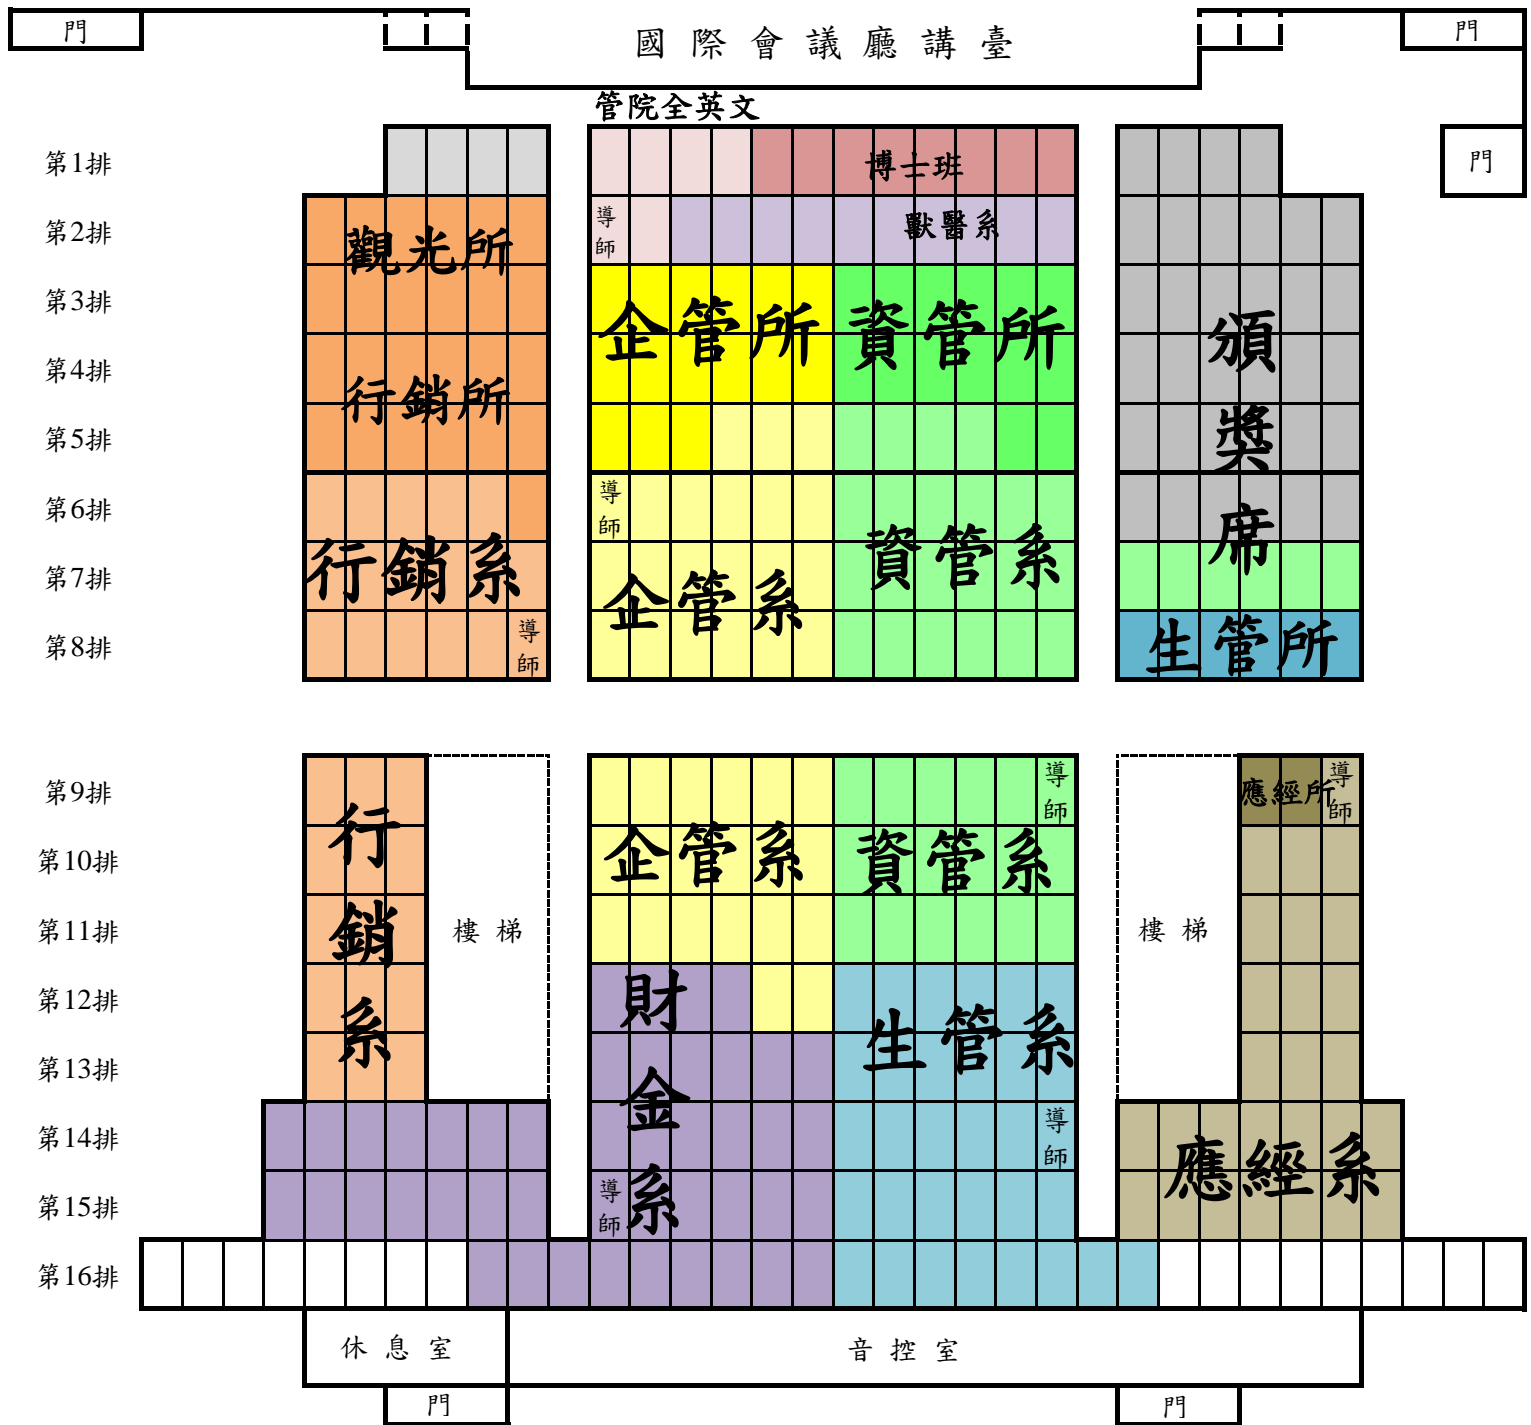 門
國際會議廳講臺
門
管院全英文
第1排
博士班
門
第2排
觀光所
導師
獸醫系
第3排
企管所
資管所
頒獎席
第4排
行銷所
第5排
第6排
導師
行銷系
資管系
第7排
企管系
第8排
導師
生管所
第9排
導師
應經所
導師
行銷系
第10排
企管系
資管系
第11排
樓梯
樓梯
第12排
財金系
生管系
第13排
第14排
導師
應經系
第15排
導師
第16排
休息室
音控室
門
門